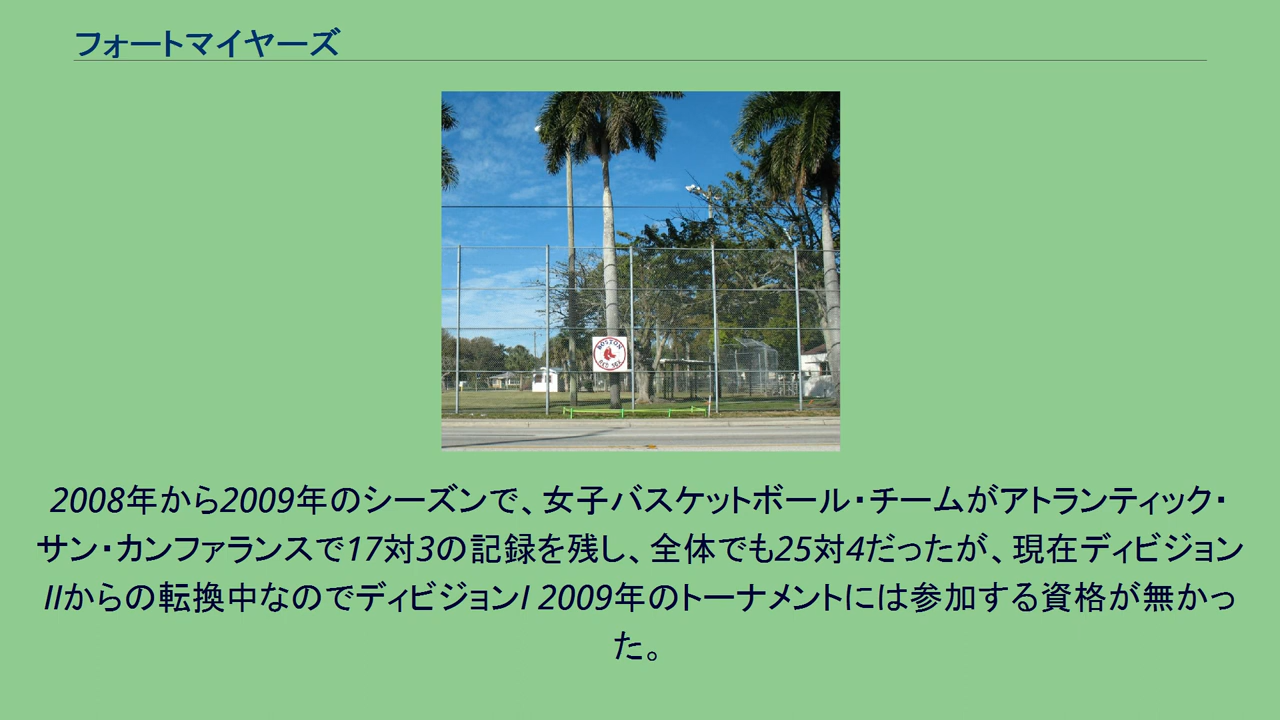 フォートマイヤーズ
BOSTON
RED SOX
2008年から2009年のシーズンで、女子バスケットボール・チームがアトランティック・
サン・カンファランスで17対3の記録を残し、全体でも25対4だったが、現在ディビジョン
IIからの転換中なのでディビジョンI 2009年のトーナメントには参加する資格が無かっ
た。